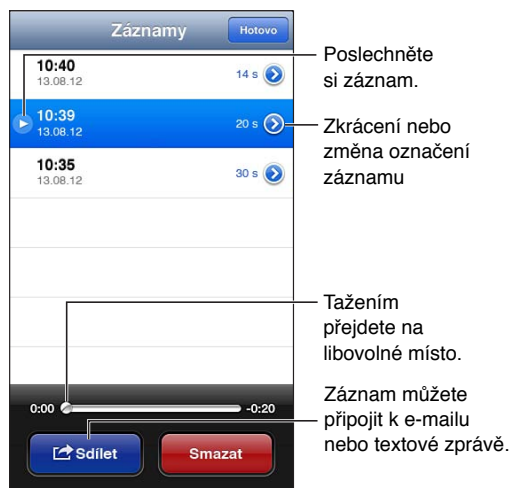 Záznamy
Hotovo
10:40
13.08.12
14 s
10:39
13.08.12
20 s
10:35
13.08.12
30 s
0:00
-0:20
Sdílet
Smazat
Poslechněte
si záznam.
Zkrácení nebo
změna označení
záznamu
Tažením
přejdete na
libovolné místo.
Záznam můžete
připojit k e-mailu
nebo textové zprávě.